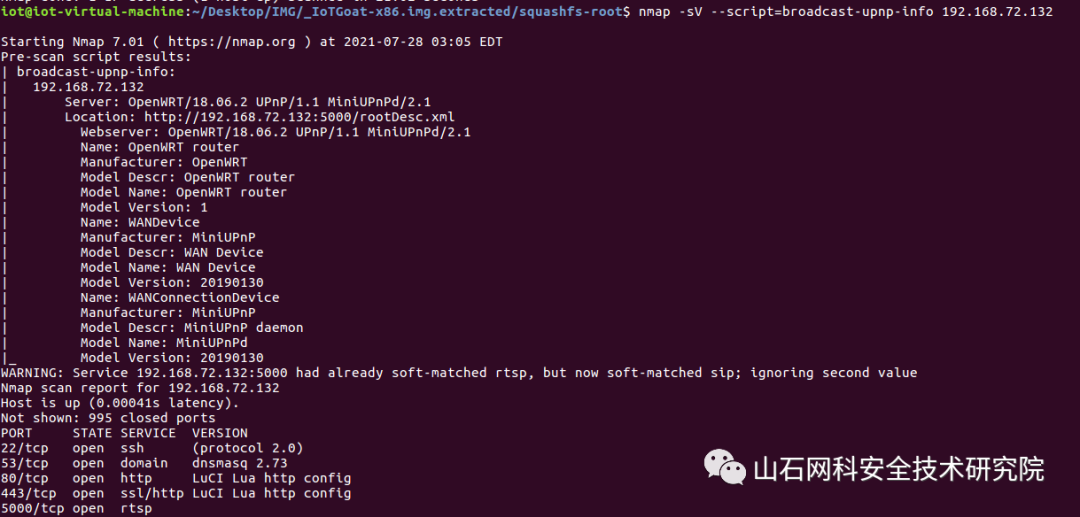 iot@iot-virtual-machine:~/Desktop/IMG/_IoTGoat-x86.img.extracted/squashfs-root$ nmap -sV --script=broadcast-upnp-info 192.168.72.132
Starting Nmap 7.01 ( https://nmap.org ) at 2021-07-28 03:05 EDT
Pre-scan script results:
| broadcast-upnp-info:
|   192.168.72.132
|       Server: OpenWRT/18.06.2 UPnP/1.1 MiniUPnPd/2.1
|       Location: http://192.168.72.132:5000/rootDesc.xml
|         Webserver: OpenWRT/18.06.2 UPnP/1.1 MiniUPnPd/2.1
|         Name: OpenWRT router
|         Manufacturer: OpenWRT
|         Model Descr: OpenWRT router
|         Model Name: OpenWRT router
|         Model Version: 1
|         Name: WANDevice
|         Manufacturer: MiniUPnP
|         Model Descr: WAN Device
|         Model Name: WAN Device
|         Model Version: 20190130
|         Name: WANConnectionDevice
|         Manufacturer: MiniUPnP
|         Model Descr: MiniUPnP daemon
|         Model Name: MiniUPnPd
|_        Model Version: 20190130
WARNING: Service 192.168.72.132:5000 had already soft-matched rtsp, but now soft-matched sip; ignoring second value
Nmap scan report for 192.168.72.132
Host is up (0.00041s latency).
Not shown: 995 closed ports
PORT     STATE SERVICE  VERSION
22/tcp   open  ssh      (protocol 2.0)
53/tcp   open  domain   dnsmasq 2.73
80/tcp   open  http     LuCI Lua http config
443/tcp  open  ssl/http LuCI Lua http config
5000/tcp open  rtsp
山石网科安全技术研究院